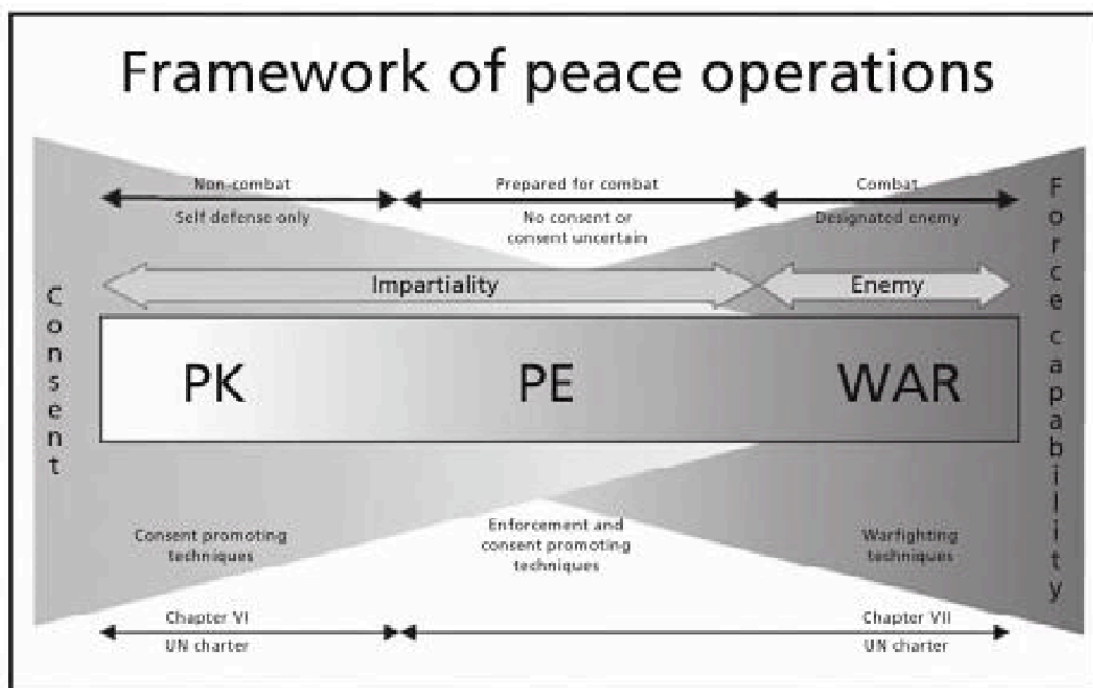 Framework of peace operations
Non-combat
Self defense only
Prepared for combat
No consent or
consent uncertain
Combat
Designated enemy
Impartiality
Enemy
Consent
PK
PE
WAR
Force capability
Consent promoting
techniques
Enforcement and
consent promoting
techniques
Warfighting
techniques
Chapter VI
UN charter
Chapter VII
UN charter